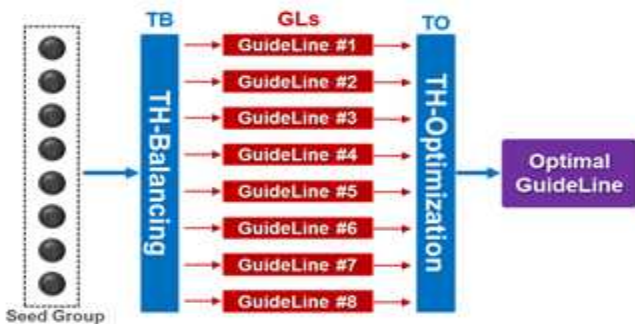 TB
GLs
TO
GuideLine #1
GuideLine #2
GuideLine #3
GuideLine #4
GuideLine #5
GuideLine #6
GuideLine #7
GuideLine #8
TH-Balancing
TH-Optimization
Optimal
GuideLine
Seed Group